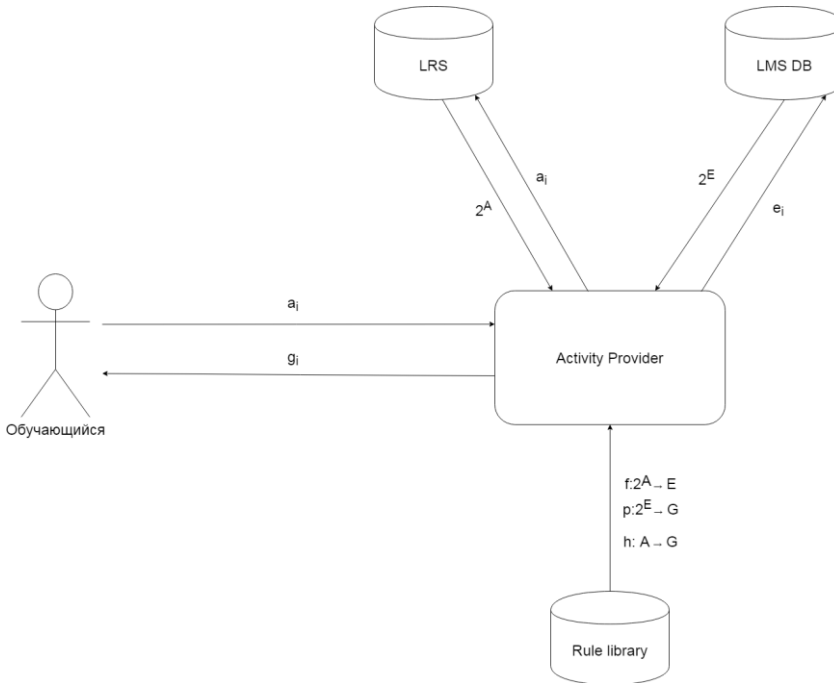 LRS
LMS DB
aᵢ
2ᴱ
2ᴬ
eᵢ
aᵢ
Activity Provider
gᵢ
Обучающийся
f:2ᴬ→ E
p:2ᴱ→ G
h: A→ G
Rule library